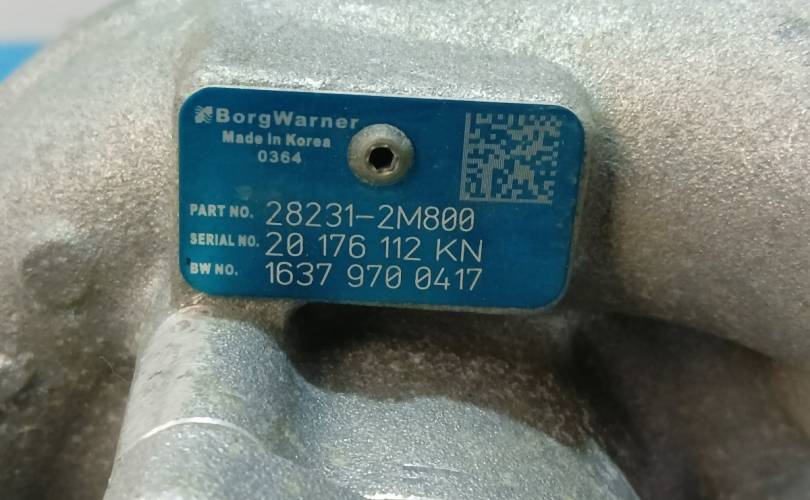 BorgWarner
Made in Korea
0364
PART NO. 28231-2M800
SERIAL NO. 20 176 112 KN
BW NO. 1637 970 0417